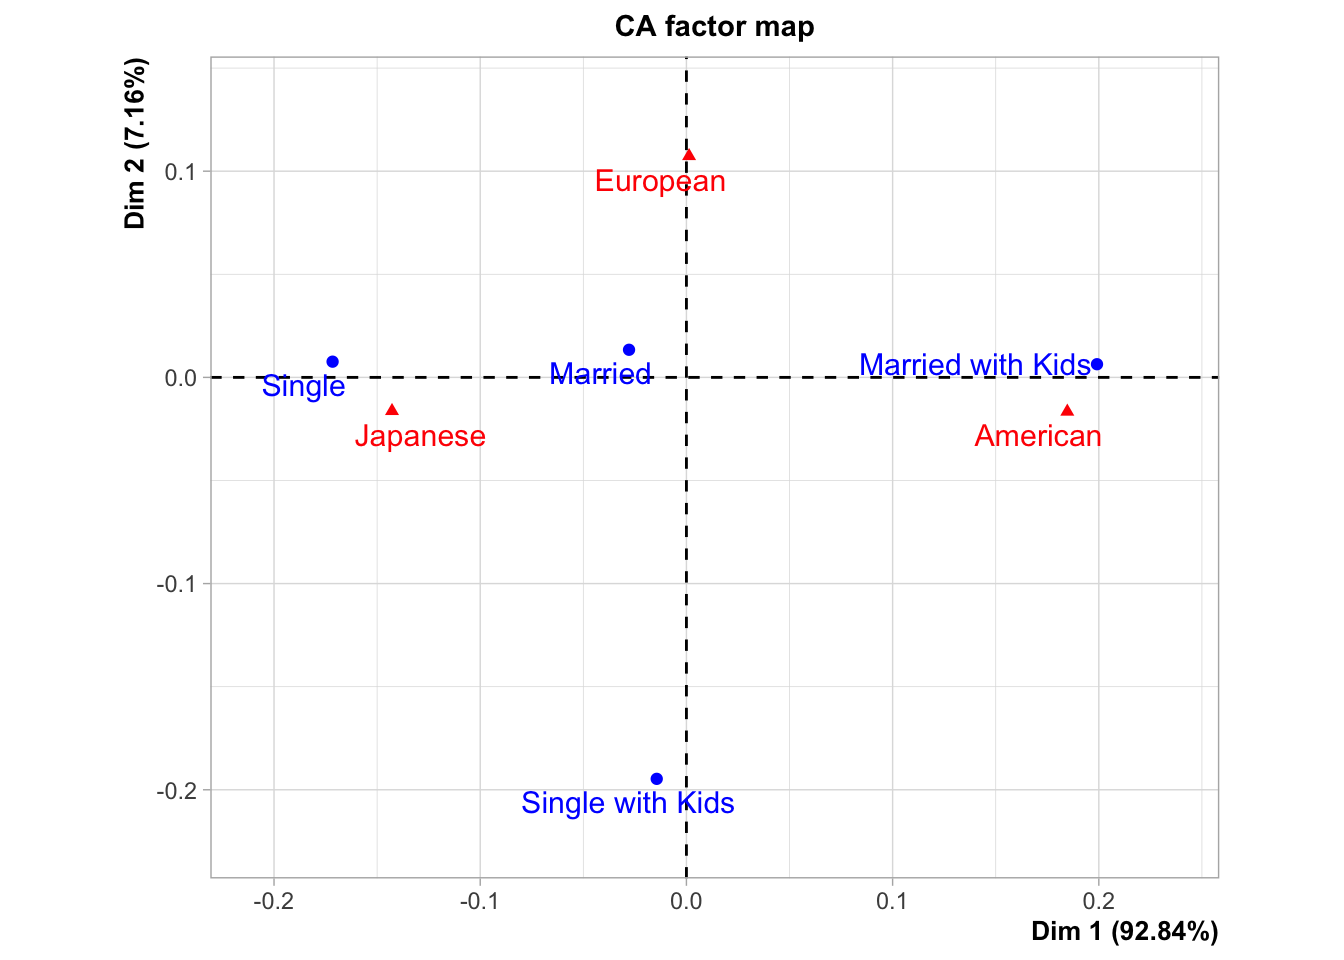 CA factor map
Dim 2 (7.16%)
0.1
0.0
-0.1
-0.2
European
Married with Kids
Married
Single
Japanese
American
Single with Kids
-0.2
-0.1
0.0
0.1
0.2
Dim 1 (92.84%)